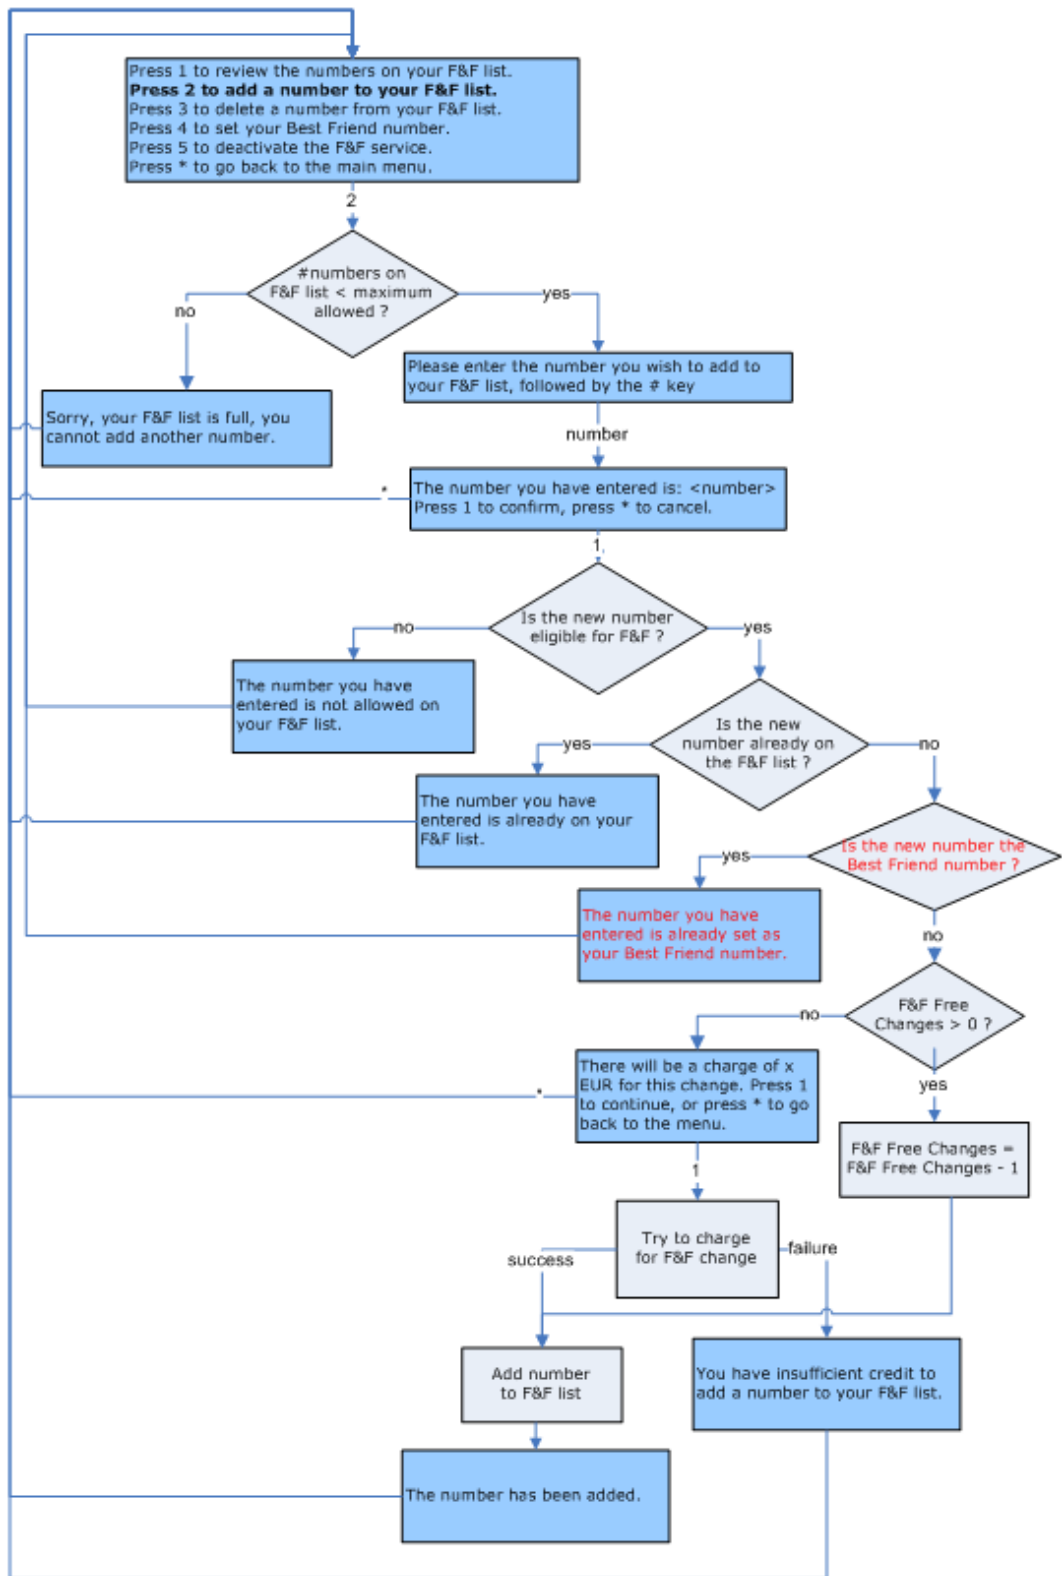 Press 1 to review the numbers on your F&F list.
Press 2 to add a number to your F&F list.
Press 3 to delete a number from your F&F list.
Press 4 to set your Best Friend number.
Press 5 to deactivate the F&F service.
Press * to go back to the main menu.
2
#numbers on
F&F list < maximum
allowed ?
no
yes
Please enter the number you wish to add to
your F&F list, followed by the # key
Sorry, your F&F list is full, you
cannot add another number.
number
*
The number you have entered is: <number>
Press 1 to confirm, press * to cancel.
1
Is the new number
eligible for F&F ?
no
yes
The number you have
entered is not allowed on
your F&F list.
Is the new
number already on
the F&F list ?
yes
no
The number you have
entered is already on your
F&F list.
Is the new number the
Best Friend number ?
yes
The number you have
entered is already set as
your Best Friend number.
no
F&F Free
Changes > 0 ?
no
There will be a charge of x
EUR for this change. Press 1
to continue, or press * to go
back to the menu.
*
yes
F&F Free Changes =
F&F Free Changes - 1
1
Try to charge
for F&F change
success
failure
Add number
to F&F list
You have insufficient credit to
add a number to your F&F list.
The number has been added.